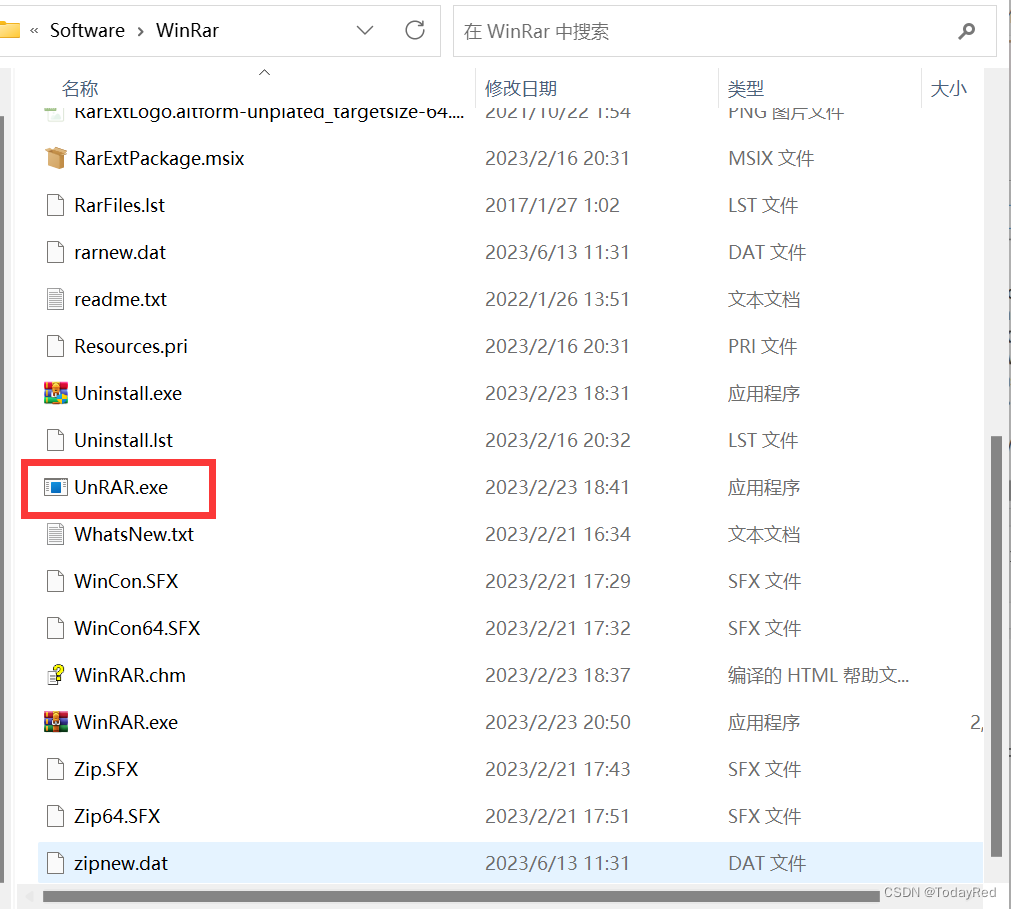 « Software › WinRar
在 WinRar 中搜索
名称 修改日期 类型 大小
RarExtLogo.altform-unplated_targetsize-64.... 2021/10/22 1:54 PNG 图片文件
RarExtPackage.msix 2023/2/16 20:31 MSIX 文件
RarFiles.lst 2017/1/27 1:02 LST 文件
rarnew.dat 2023/6/13 11:31 DAT 文件
readme.txt 2022/1/26 13:51 文本文档
Resources.pri 2023/2/16 20:31 PRI 文件
Uninstall.exe 2023/2/23 18:31 应用程序
Uninstall.lst 2023/2/16 20:32 LST 文件
UnRAR.exe 2023/2/23 18:41 应用程序
WhatsNew.txt 2023/2/21 16:34 文本文档
WinCon.SFX 2023/2/21 17:29 SFX 文件
WinCon64.SFX 2023/2/21 17:32 SFX 文件
WinRAR.chm 2023/2/23 18:37 编译的 HTML 帮助文...
WinRAR.exe 2023/2/23 20:50 应用程序 2,
Zip.SFX 2023/2/21 17:43 SFX 文件
Zip64.SFX 2023/2/21 17:51 SFX 文件
zipnew.dat 2023/6/13 11:31 DAT 文件
CSDN @TodayRed